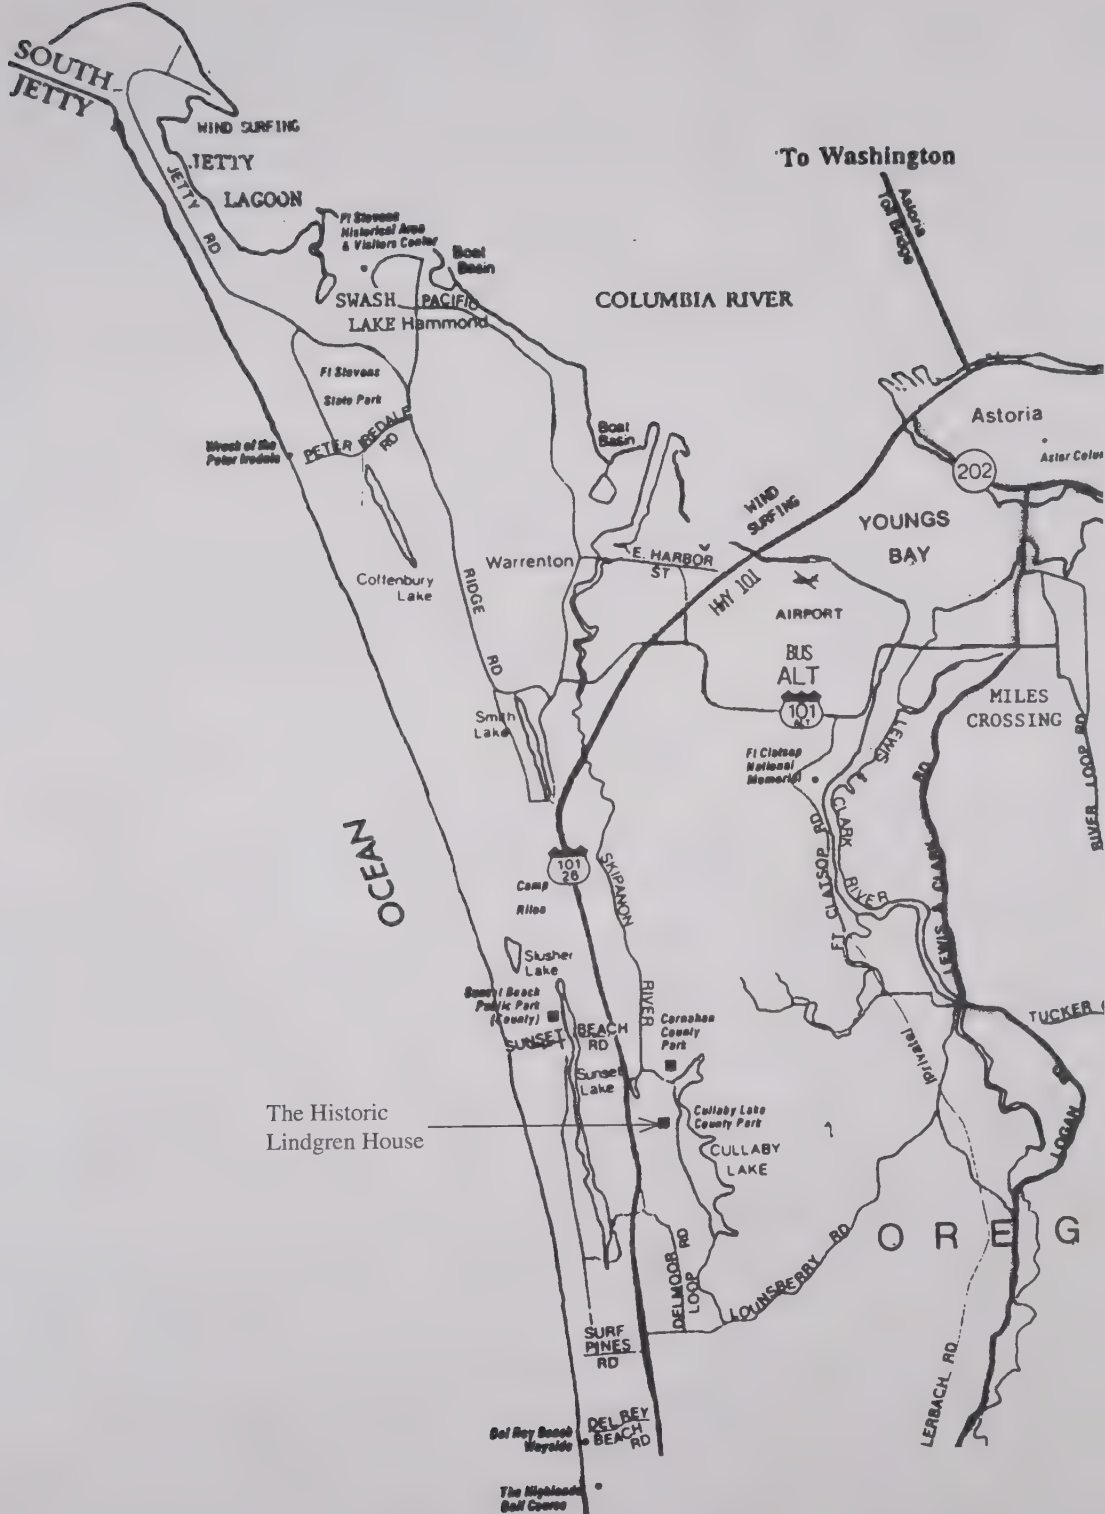 SOUTH
JETTY
WIND SURFING
JETTY
LAGOON
JETTY
RD
Ft Stevens
Historical Area
& Visitors Center
Boat
Basin
SWASH
LAKE
PACIFIC
Hammond
COLUMBIA RIVER
To Washington
Astoria
Toll Bridge
Astoria
202
Ft Stevens
State Park
Wreck of the
Peter Iredale
PETER IREDALE
RD
Boat
Basin
WIND
SURFING
YOUNGS
BAY
Coffenbury
Lake
RIDGE
RD
Warrenton
E. HARBOR
ST
HWY 101
AIRPORT
BUS
ALT
101
ALT
MILES
CROSSING
Smith
Lake
Ft Clatsop
National
Memorial
LEWIS
CLARK
RIVER
FT CLATSOP RD
LEWIS & CLARK RD
RIVER LOOP RD
OCEAN
101
26
Camp
Rilea
SKIPANON
RIVER
Slusher
Lake
Sunset Beach
Public Park
(County)
SUNSET
BEACH
RD
Sunset
Lake
Carnahan
County
Park
TUCKER
(private)
The Historic
Lindgren House
Cullaby Lake
County Park
CULLABY
LAKE
LOGAN
OREG
DELMOOR RD
LOOP
LOUNSBERRY RD
SURF
PINES
RD
LERBACH RD
Del Rey Beach
Wayside
DEL REY
BEACH
RD
The Highlands
Golf Course